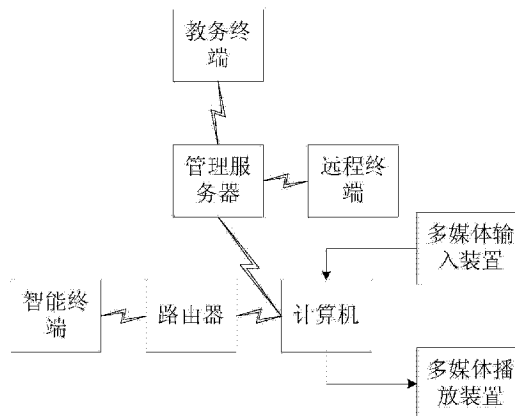 教务终
端
管理服
务器
远程终
端
多媒体输
入装置
智能终
端
路由器
计算机
多媒体播
放装置